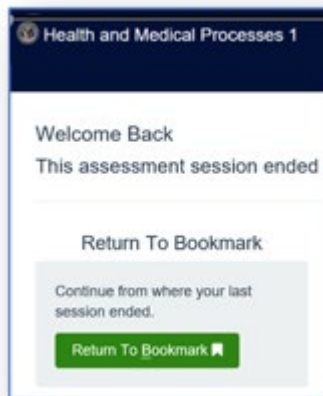 Health and Medical Processes 1
Welcome Back
This assessment session ended
Return To Bookmark
Continue from where your last
session ended.
Return To Bookmark